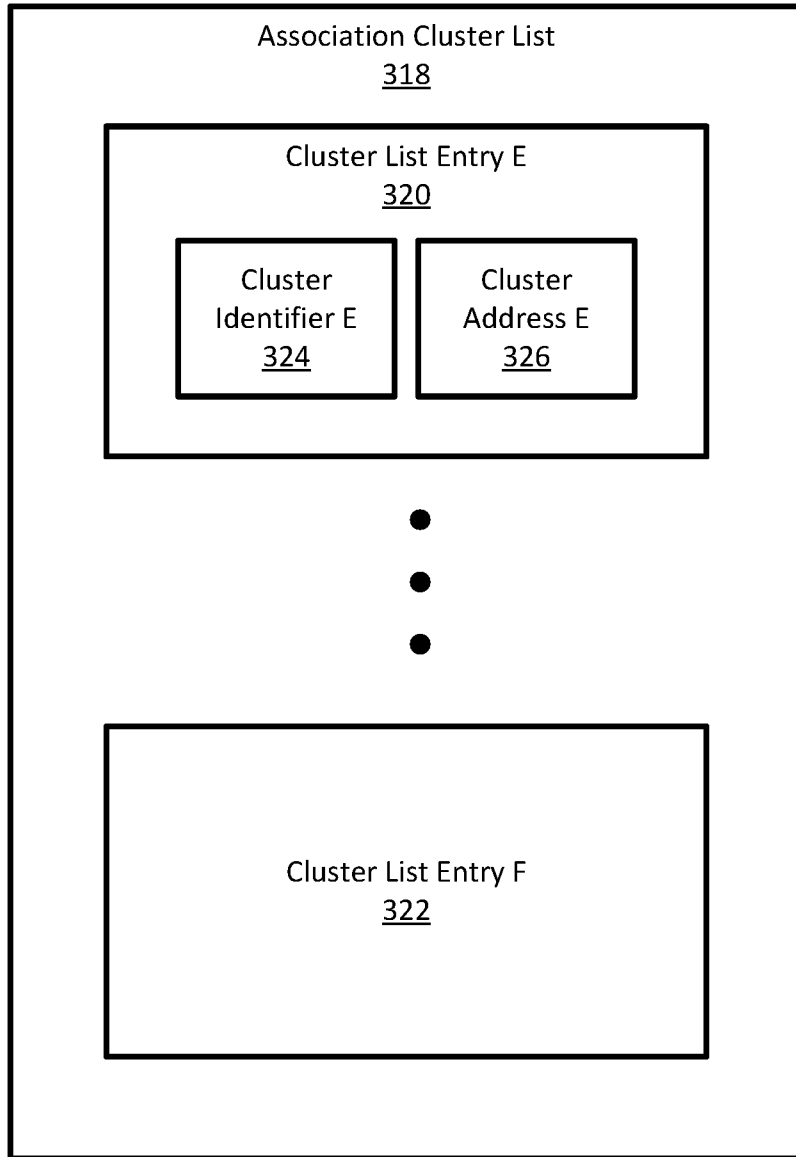 Association Cluster List
318
Cluster List Entry E
320
Cluster
Identifier E
324
Cluster
Address E
326
Cluster List Entry F
322